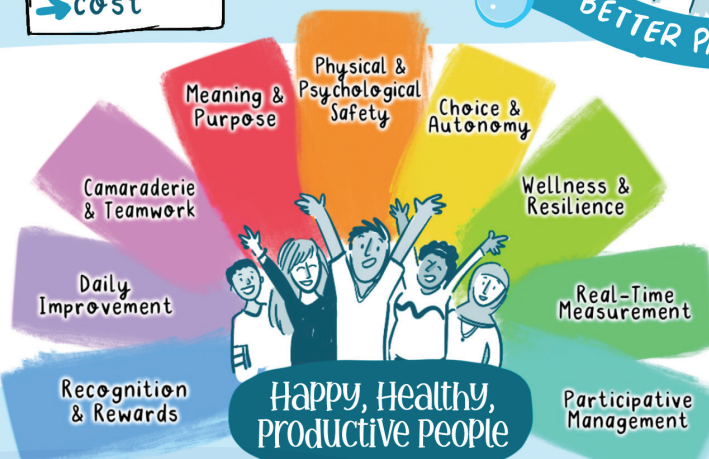 cost
BETTER
Physical &
Psychological
Safety
Meaning &
Purpose
Choice &
Autonomy
Camaraderie
& Teamwork
Wellness &
Resilience
Daily
Improvement
Real-Time
Measurement
Recognition
& Rewards
Participative
Management
Happy, Healthy,
Productive People